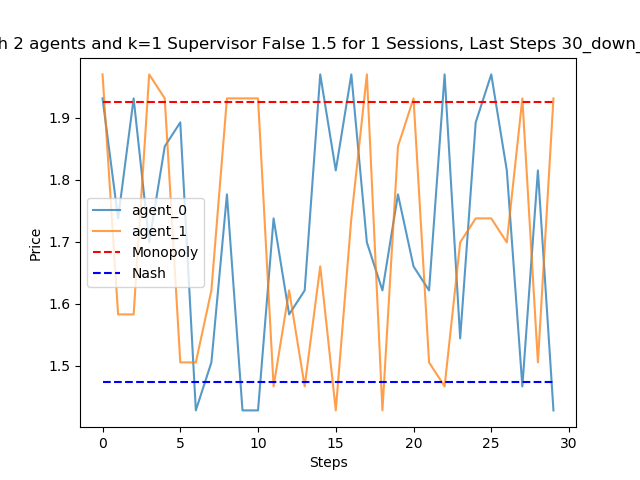 h 2 agents and k=1 Supervisor False 1.5 for 1 Sessions, Last Steps 30_down_
1.9
1.8
1.7
1.6
1.5
Price
agent_0
agent_1
Monopoly
Nash
0 5 10 15 20 25 30
Steps